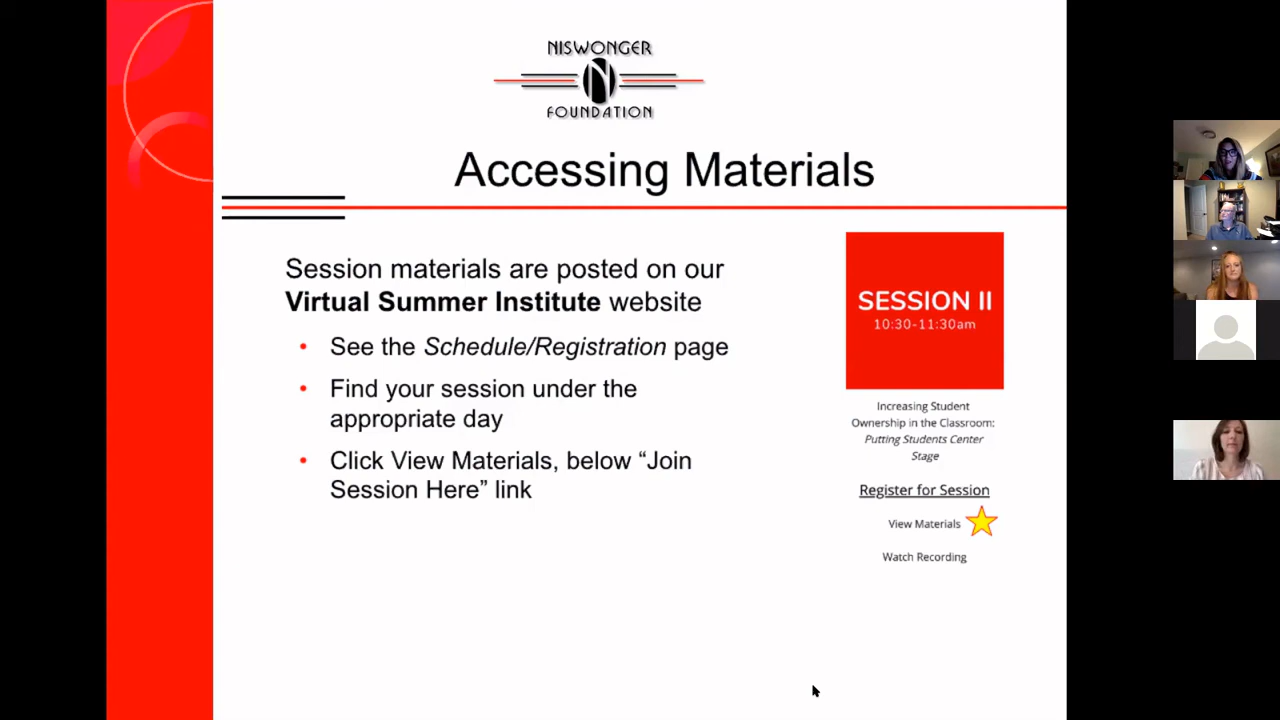 NISWONGER
FOUNDATION
Accessing Materials
Session materials are posted on our
Virtual Summer Institute website
• See the Schedule/Registration page
• Find your session under the
appropriate day
• Click View Materials, below “Join
Session Here” link
SESSION II
10:30-11:30am
Increasing Student
Ownership in the Classroom:
Putting Students Center
Stage
Register for Session
View Materials
Watch Recording